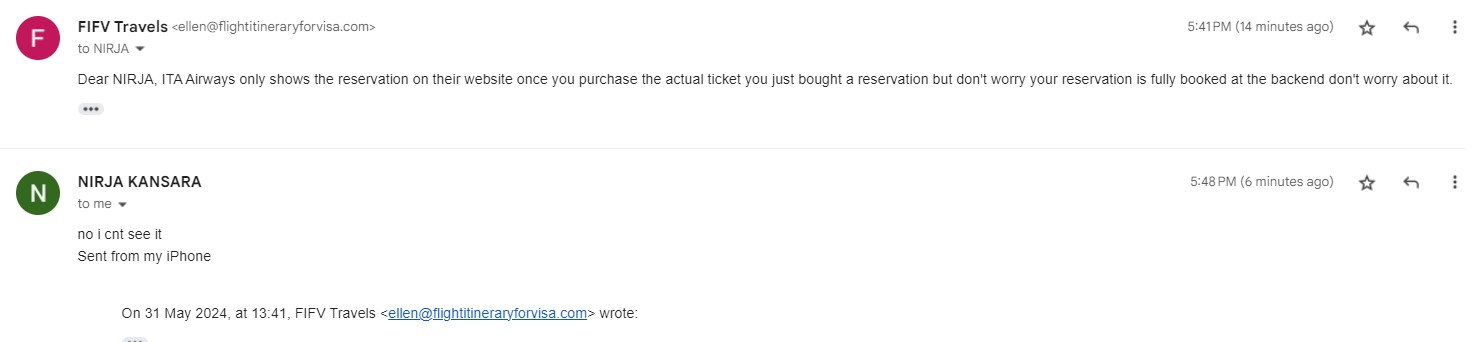 F
FIFV Travels <ellen@flightitineraryforvisa.com>
5:41 PM (14 minutes ago)
to NIRJA
Dear NIRJA, ITA Airways only shows the reservation on their website once you purchase the actual ticket you just bought a reservation but don't worry your reservation is fully booked at the backend don't worry about it.
N
NIRJA KANSARA
5:48 PM (6 minutes ago)
to me
no i cnt see it
Sent from my iPhone
On 31 May 2024, at 13:41, FIFV Travels <ellen@flightitineraryforvisa.com> wrote: